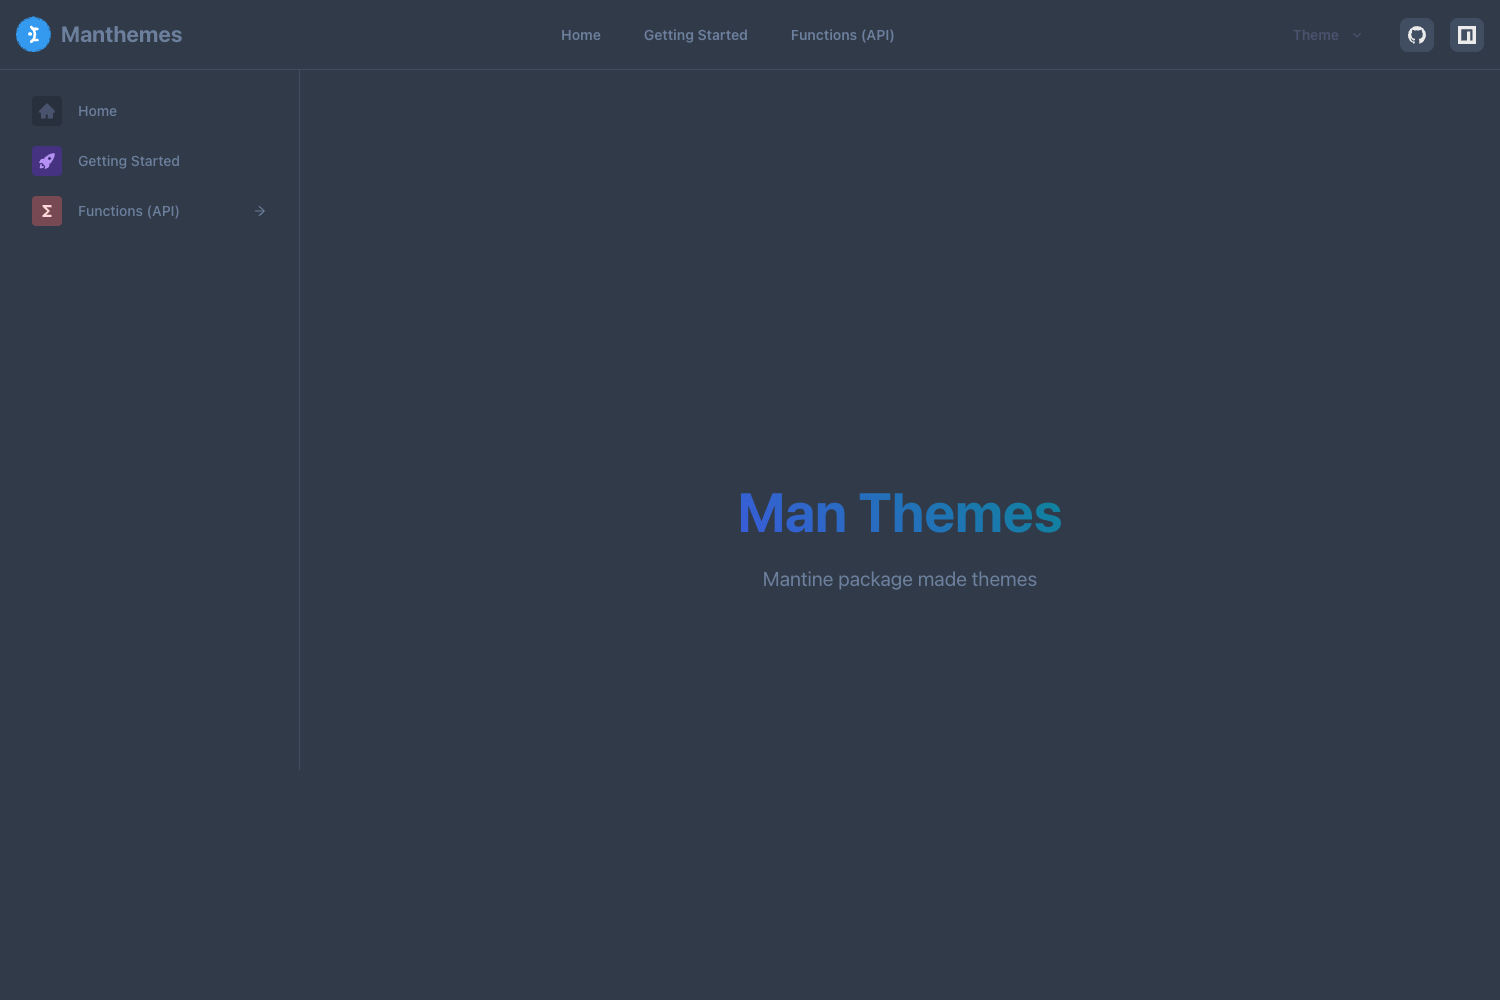 Manthemes
Home
Getting Started
Functions (API)
Theme
Home
Getting Started
Functions (API)
Man Themes
Mantine package made themes